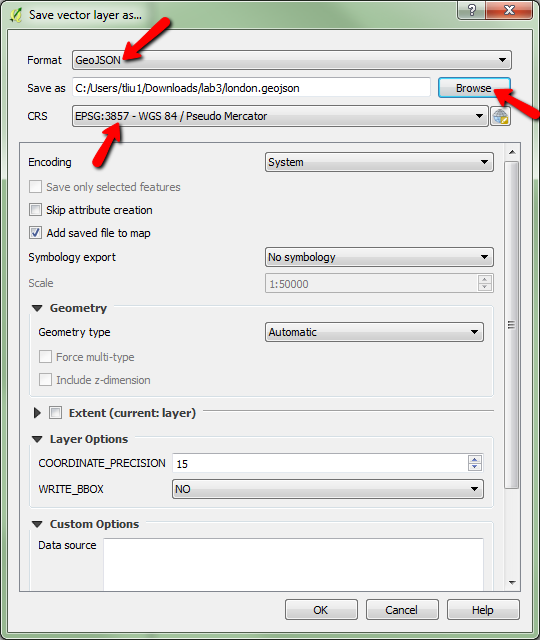 Save vector layer as...
Format GeoJSON
Save as C:/Users/tliu1/Downloads/lab3/london.geojson Browse
CRS EPSG:3857 - WGS 84 / Pseudo Mercator
Encoding System
Save only selected features
Skip attribute creation
Add saved file to map
Symbology export No symbology
Scale 1:50000
Geometry
Geometry type Automatic
Force multi-type
Include z-dimension
Extent (current: layer)
Layer Options
COORDINATE_PRECISION 15
WRITE_BBOX NO
Custom Options
Data source
OK Cancel Help